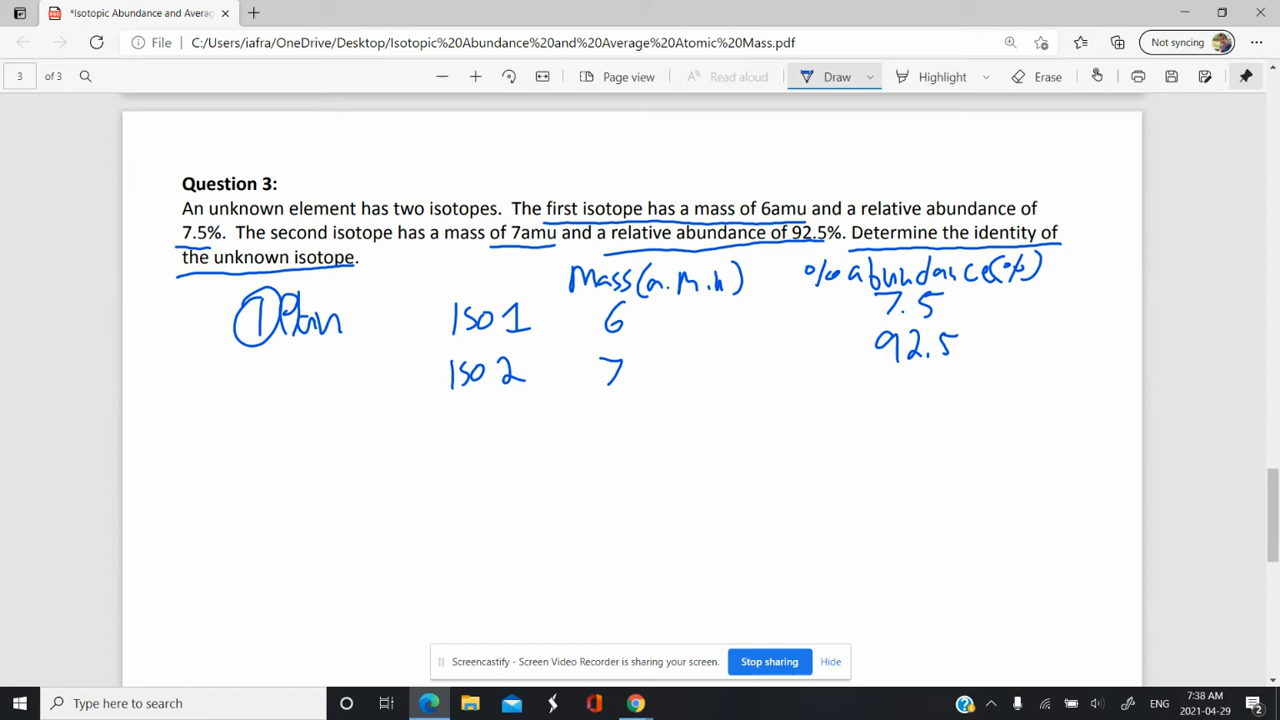 *Isotopic Abundance and Averag
File C:/Users/iafra/OneDrive/Desktop/Isotopic%20Abundance%20and%20Average%20Atomic%20Mass.pdf Not syncing
3 of 3 Page view Read aloud Draw Highlight Erase
Question 3:
An unknown element has two isotopes. The first isotope has a mass of 6amu and a relative abundance of
7.5%. The second isotope has a mass of 7amu and a relative abundance of 92.5%. Determine the identity of
the unknown isotope.
Mass(a.m.u) % abundance(%)
① Plan Iso 1 6 7.5
Iso 2 7 92.5
Screencastify - Screen Video Recorder is sharing your screen. Stop sharing Hide
Type here to search
ENG 7:38 AM
2021-04-29 2